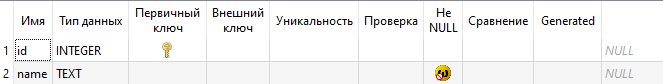 Имя Тип данных Первичный ключ Внешний ключ Уникальность Проверка Не NULL Сравнение Generated
1 id INTEGER NULL
2 name TEXT NULL